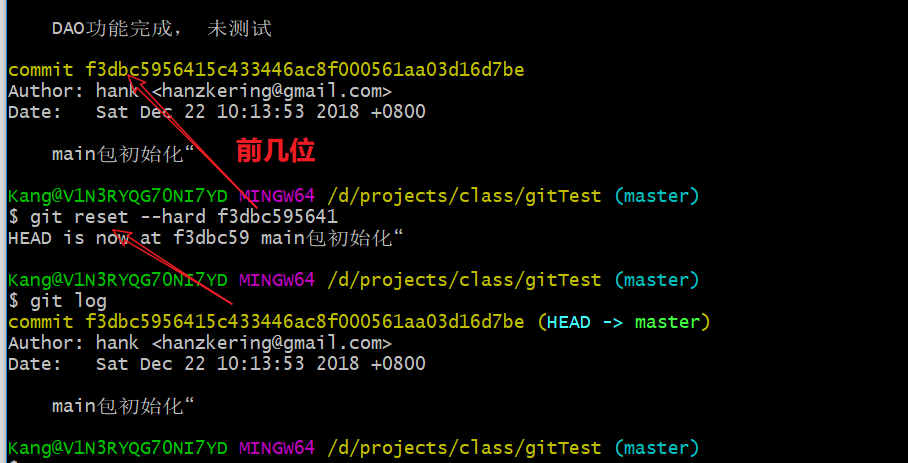 DAO功能完成， 未测试
commit f3dbc5956415c433446ac8f000561aa03d16d7be
Author: hank <hanzkering@gmail.com>
Date:   Sat Dec 22 10:13:53 2018 +0800
main包初始化“
前几位
Kang@V1N3RYQG70NI7YD MINGW64 /d/projects/class/gitTest (master)
$ git reset --hard f3dbc595641
HEAD is now at f3dbc59 main包初始化“
Kang@V1N3RYQG70NI7YD MINGW64 /d/projects/class/gitTest (master)
$ git log
commit f3dbc5956415c433446ac8f000561aa03d16d7be (HEAD -> master)
Author: hank <hanzkering@gmail.com>
Date:   Sat Dec 22 10:13:53 2018 +0800
main包初始化“
Kang@V1N3RYQG70NI7YD MINGW64 /d/projects/class/gitTest (master)